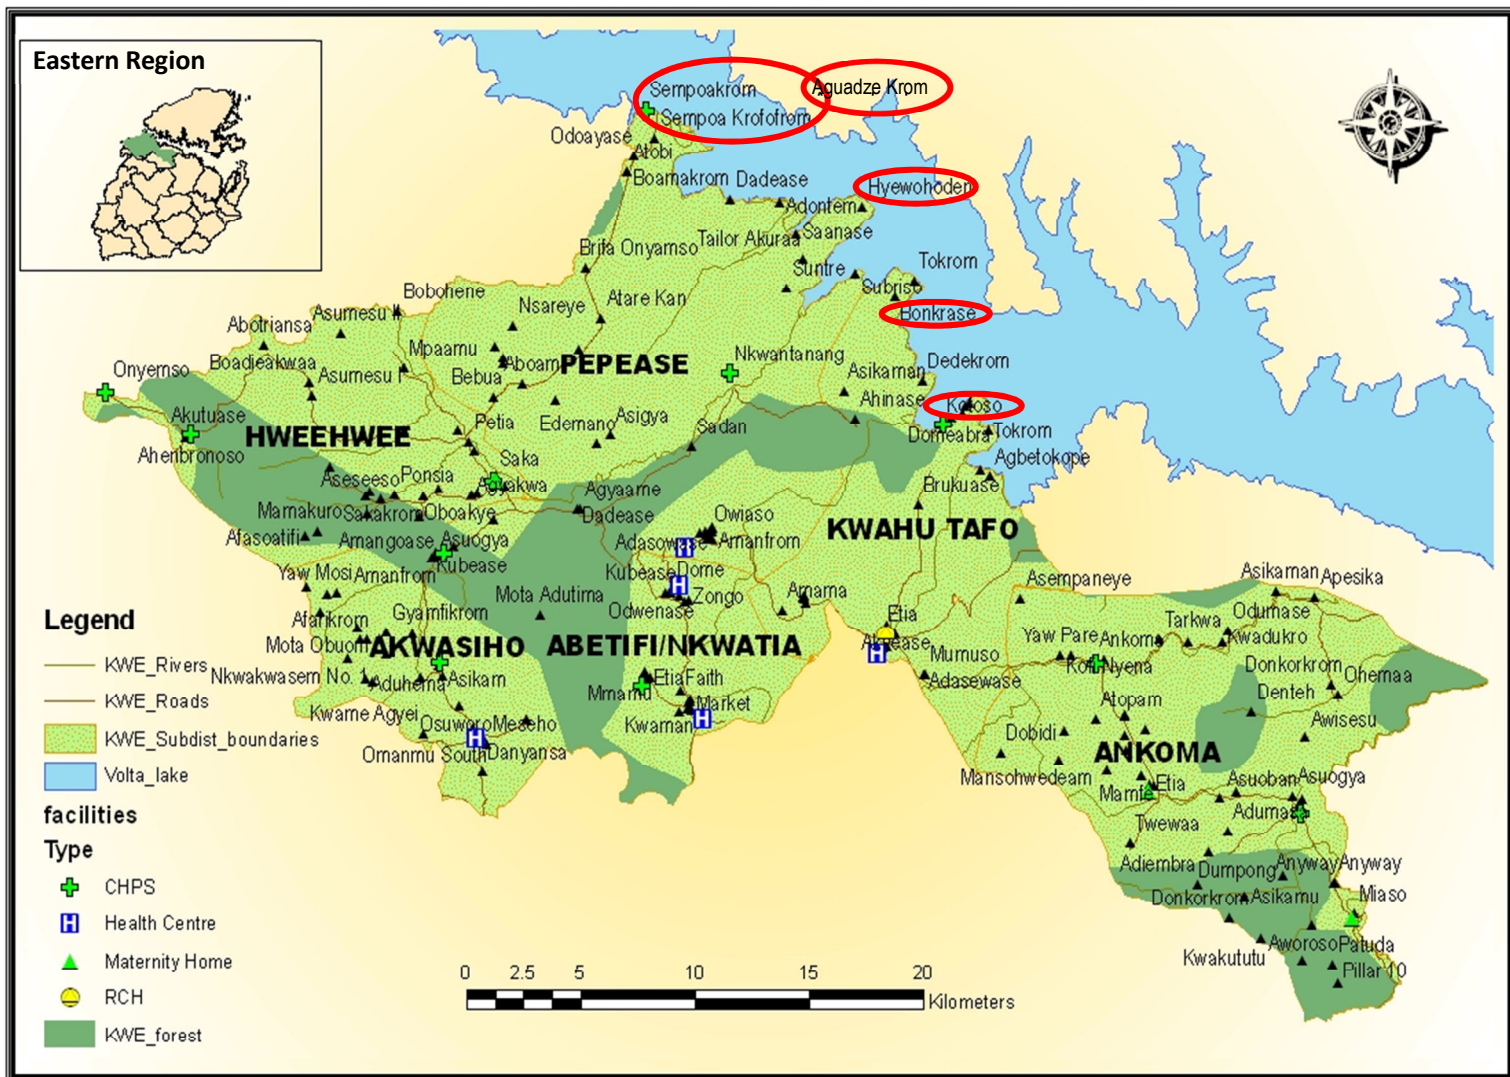 Eastern Region
Sempoakrom
Aguadze Krom
Sempoa Krofofrom
Odoayase
Atobi
Boamakrom
Dadease
Hyewohoden
Adontem
Tailor Akuraa
Saanase
Brifa Onyamso
Suntre
Tokrom
Subriso
Bobohene
Nsareye
Atare Kan
Bonkrase
Asumesu II
Abotriansa
Mpaamu
Boadieakwaa
Aboam
PEPEASE
Nkwantanang
Dedekrom
Onyemso
Asumesu I
Bebua
Asikaman
Ahinase
Kotoso
Akutuase
Petia
Edemano
Asigya
Sadan
Domeabra
Tokrom
HWEEHWEE
Ahenbronoso
Saka
Agbetokope
Aseseeso
Ponsia
Agyakwa
Agyaame
Brukuase
Mamakuro
Sakakrom
Oboakye
Dadease
Owiaso
KWAHU TAFO
Afasoatifi
Amangoase
Asuogya
Adasowase
Amanfrom
Kubease
Kubease
Dome
Yaw Mosi
Amanfrom
Mota Adutima
Zongo
Amama
Asempaneye
Asikaman
Apesika
Odwenase
Legend
Afarikrom
Gyamfikrom
Etia
Tarkwa
Odumase
KWE_Rivers
Mota Obuom
AKWASIHO
ABETIFI/NKWATIA
Yaw Pare
Ankoma
Kwadukro
Mumuso
Nyena
Donkorkrom
Ohemaa
Nkwakwasem No. 1
Aduhema
Asikam
Etia
Faith
Adasewase
KWE_Roads
Mmamu
Market
Atopam
Denteh
Kwame Agyei
Osuworo
Meseho
Kwaman
Awisesu
KWE_Subdist_boundaries
Dobidi
Omanmu South
Danyansa
ANKOMA
Volta_lake
Mansohwedeam
Etia
Asuoban
Asuogya
Mamfe
facilities
Type
Twewaa
CHPS
Adiembra
Dumpong
Anyway
Anyway
Health Centre
Donkorkrom
Asikamu
Miaso
Maternity Home
Kwakututu
Aworoso
Patuda
RCH
0 2.5 5 10 15 20
Pillar 10
Kilometers
KWE_forest